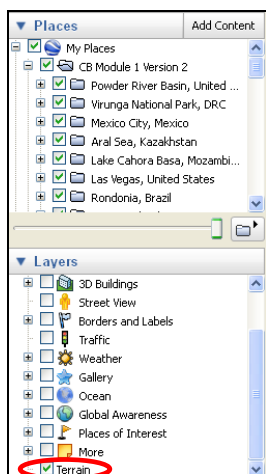 Places
Add Content
My Places
CB Module 1 Version 2
Powder River Basin, United ...
Virunga National Park, DRC
Mexico City, Mexico
Aral Sea, Kazakhstan
Lake Cahora Basa, Mozambi...
Las Vegas, United States
Rondonia, Brazil
Layers
3D Buildings
Street View
Borders and Labels
Traffic
Weather
Gallery
Ocean
Global Awareness
Places of Interest
More
Terrain